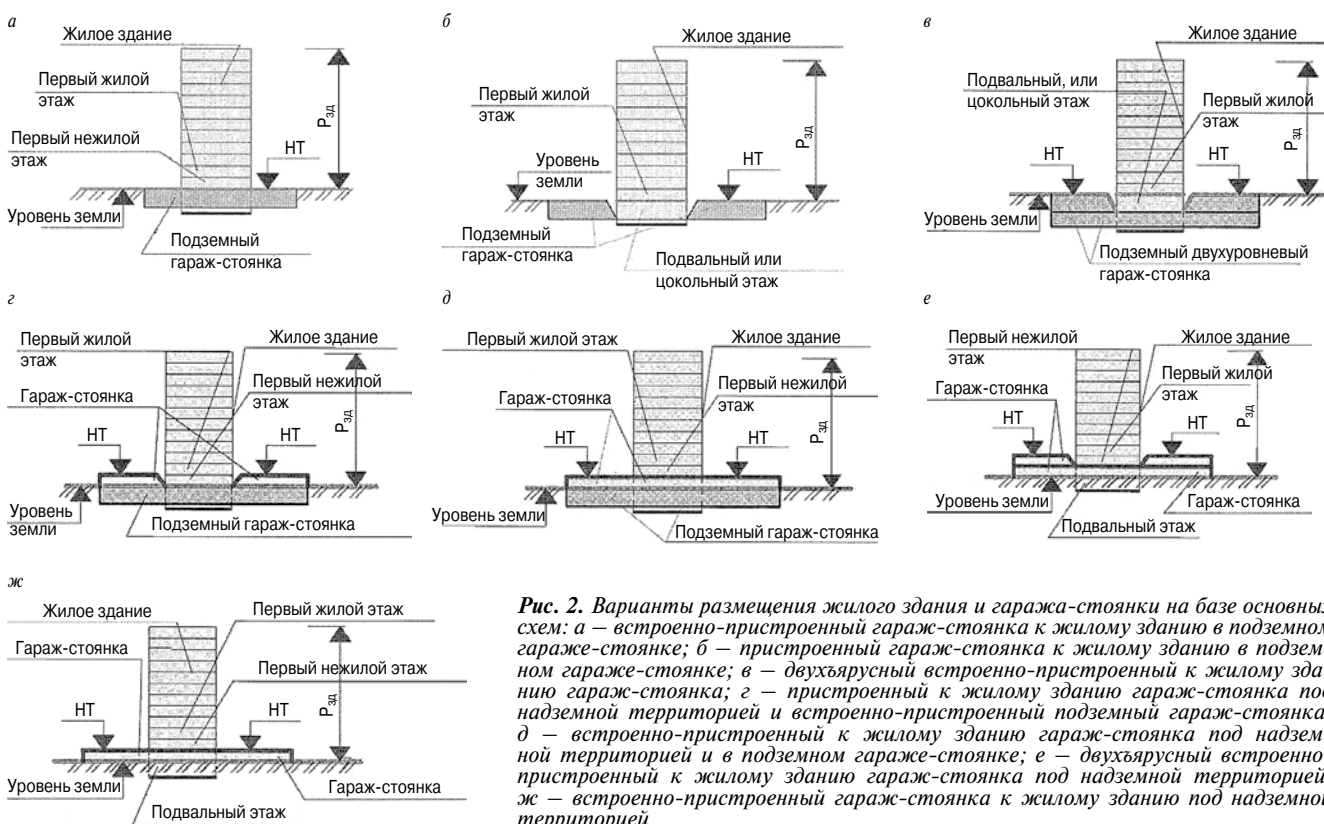 а
Жилое здание
Первый жилой
этаж
Первый нежилой
этаж
НТ
Pзд
Уровень земли
Подземный
гараж-стоянка
б
Жилое здание
Первый жилой
этаж
Уровень
земли
НТ
Pзд
Подземный
гараж-стоянка
Подвальный или
цокольный этаж
в
Жилое здание
Подвальный, или
цокольный этаж
Первый жилой
этаж
НТ
НТ
Pзд
Уровень земли
Подземный двухуровневый
гараж-стоянка
г
Первый жилой
этаж
Жилое здание
Гараж-стоянка
Первый нежилой
этаж
НТ
НТ
Pзд
Уровень
земли
Подземный гараж-стоянка
д
Первый жилой этаж
Жилое здание
Гараж-стоянка
Первый нежилой
этаж
НТ
НТ
Pзд
Уровень земли
Подземный гараж-стоянка
е
Первый нежилой
этаж
Жилое здание
Гараж-стоянка
Первый жилой
этаж
НТ
НТ
Pзд
Уровень земли
Гараж-стоянка
Подвальный этаж
ж
Жилое здание
Первый жилой этаж
Гараж-стоянка
Первый нежилой этаж
НТ
НТ
Pзд
Уровень земли
Гараж-стоянка
Подвальный этаж
Рис. 2. Варианты размещения жилого здания и гаража-стоянки на базе основных
схем: а – встроенно-пристроенный гараж-стоянка к жилому зданию в подземном
гараже-стоянке; б – пристроенный гараж-стоянка к жилому зданию в подзем-
ном гараже-стоянке; в – двухъярусный встроенно-пристроенный к жилому зда-
нию гараж-стоянка; г – пристроенный к жилому зданию гараж-стоянка под
надземной территорией и встроенно-пристроенный подземный гараж-стоянка
д – встроенно-пристроенный к жилому зданию гараж-стоянка под надзем-
ной территорией и в подземном гараже-стоянке; е – двухъярусный встроенно-
пристроенный к жилому зданию гараж-стоянка под надземной территорией
ж – встроенно-пристроенный гараж-стоянка к жилому зданию под надземной
территорией